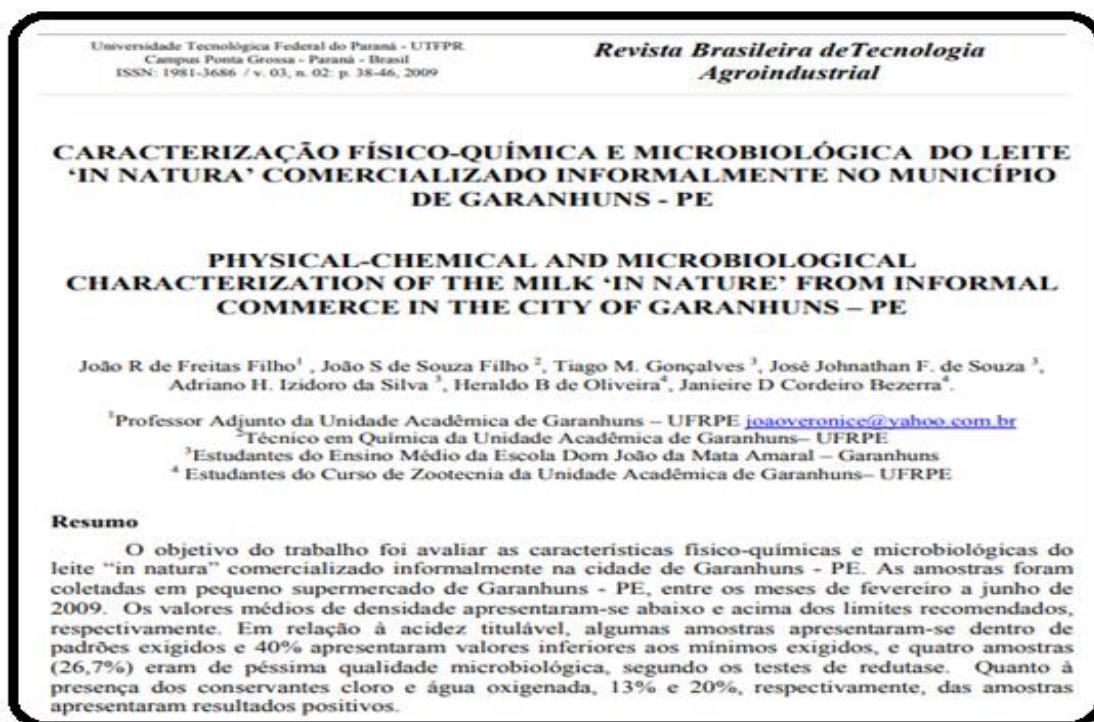 Universidade Tecnológica Federal do Paraná - UTFPR
Campus Ponta Grossa - Paraná - Brasil
ISSN: 1981-3686 / v. 03, n. 02: p. 38-46, 2009
Revista Brasileira deTecnologia
Agroindustrial
CARACTERIZAÇÃO FÍSICO-QUÍMICA E MICROBIOLÓGICA DO LEITE
‘IN NATURA’ COMERCIALIZADO INFORMALMENTE NO MUNICÍPIO
DE GARANHUNS - PE
PHYSICAL-CHEMICAL AND MICROBIOLOGICAL
CHARACTERIZATION OF THE MILK ‘IN NATURE’ FROM INFORMAL
COMMERCE IN THE CITY OF GARANHUNS – PE
João R de Freitas Filho¹ , João S de Souza Filho ², Tiago M. Gonçalves ³, José Johnathan F. de Souza ³,
Adriano H. Izidoro da Silva ³, Heraldo B de Oliveira⁴, Janieire D Cordeiro Bezerra⁴.
¹Professor Adjunto da Unidade Acadêmica de Garanhuns – UFRPE joaoveronice@yahoo.com.br
²Técnico em Química da Unidade Acadêmica de Garanhuns– UFRPE
³Estudantes do Ensino Médio da Escola Dom João da Mata Amaral – Garanhuns
⁴ Estudantes do Curso de Zootecnia da Unidade Acadêmica de Garanhuns– UFRPE
Resumo
O objetivo do trabalho foi avaliar as características físico-químicas e microbiológicas do
leite “in natura” comercializado informalmente na cidade de Garanhuns - PE. As amostras foram
coletadas em pequeno supermercado de Garanhuns - PE, entre os meses de fevereiro a junho de
2009. Os valores médios de densidade apresentaram-se abaixo e acima dos limites recomendados,
respectivamente. Em relação à acidez titulável, algumas amostras apresentaram-se dentro de
padrões exigidos e 40% apresentaram valores inferiores aos mínimos exigidos, e quatro amostras
(26,7%) eram de péssima qualidade microbiológica, segundo os testes de redutase. Quanto à
presença dos conservantes cloro e água oxigenada, 13% e 20%, respectivamente, das amostras
apresentaram resultados positivos.